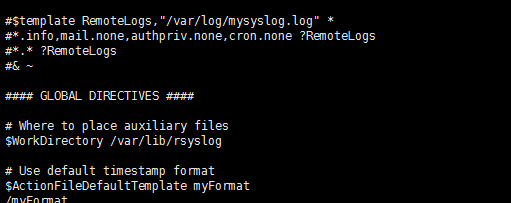 #$template RemoteLogs,"/var/log/mysyslog.log" *
#*.info,mail.none,authpriv.none,cron.none ?RemoteLogs
#*.* ?RemoteLogs
#& ~
#### GLOBAL DIRECTIVES ####
# Where to place auxiliary files
$WorkDirectory /var/lib/rsyslog
# Use default timestamp format
$ActionFileDefaultTemplate myFormat
/myFormat